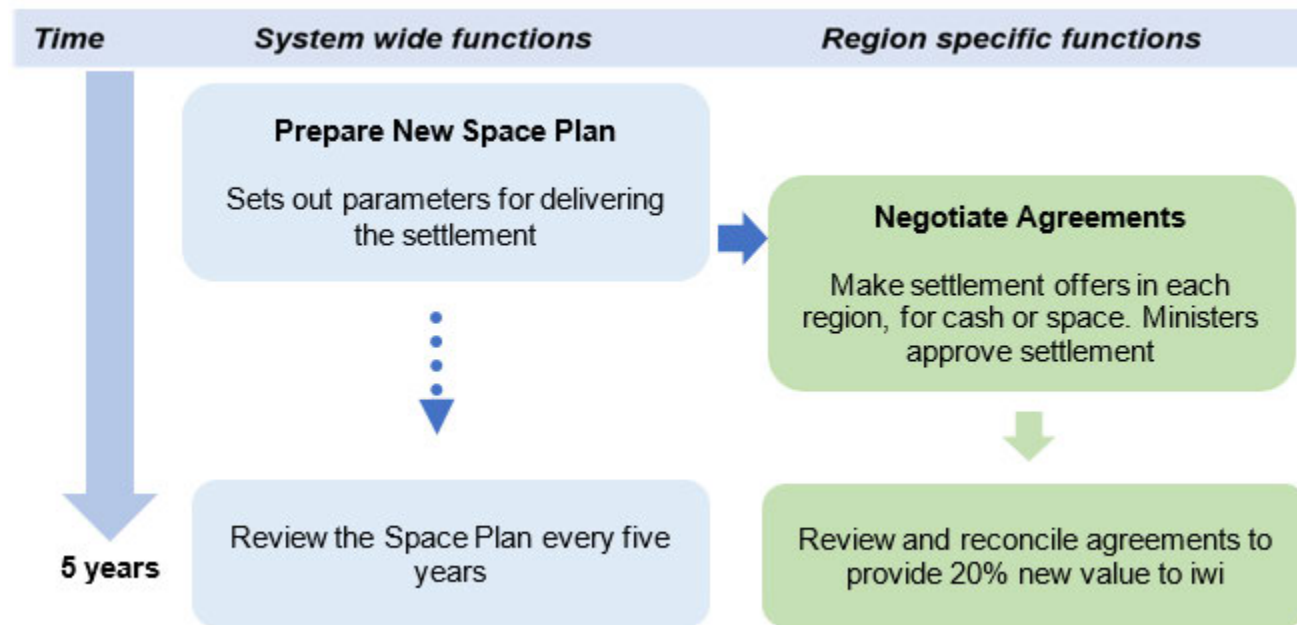 Time System wide functions Region specific functions
Prepare New Space Plan
Sets out parameters for delivering
the settlement
Negotiate Agreements
Make settlement offers in each
region, for cash or space. Ministers
approve settlement
5 years
Review the Space Plan every five
years
Review and reconcile agreements to
provide 20% new value to iwi